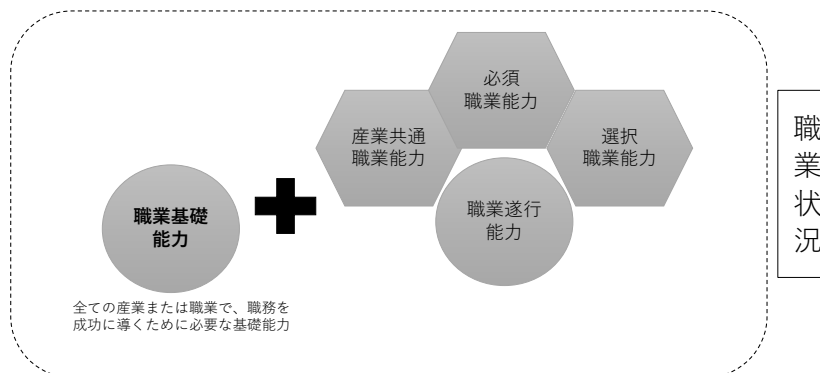 必須
職業能力
産業共通
職業能力
選択
職業能力
職業基礎
能力
職業遂行
能力
全ての産業または職業で、職務を
成功に導くために必要な基礎能力
職
業
状
況